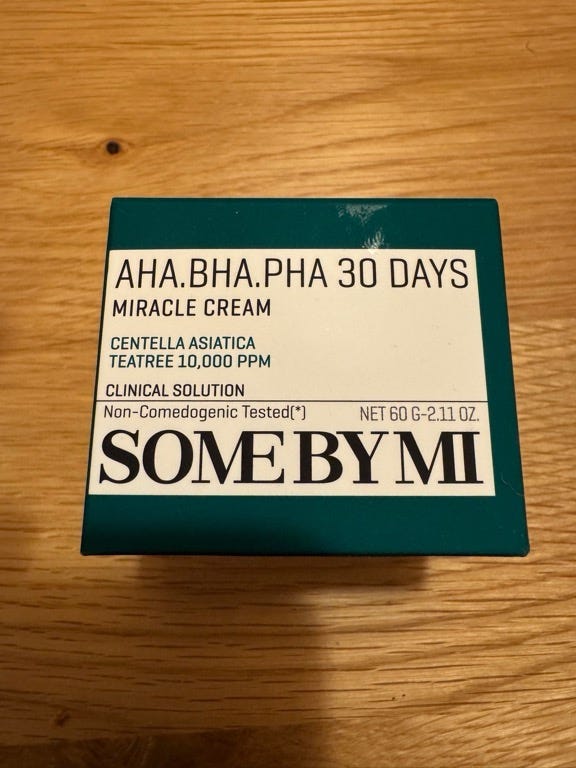 AHA.BHA.PHA 30 DAYS
MIRACLE CREAM
CENTELLA ASIATICA
TEATREE 10,000 PPM
CLINICAL SOLUTION
Non-Comedogenic Tested(*) NET 60 G-2.11 OZ.
SOME BY MI